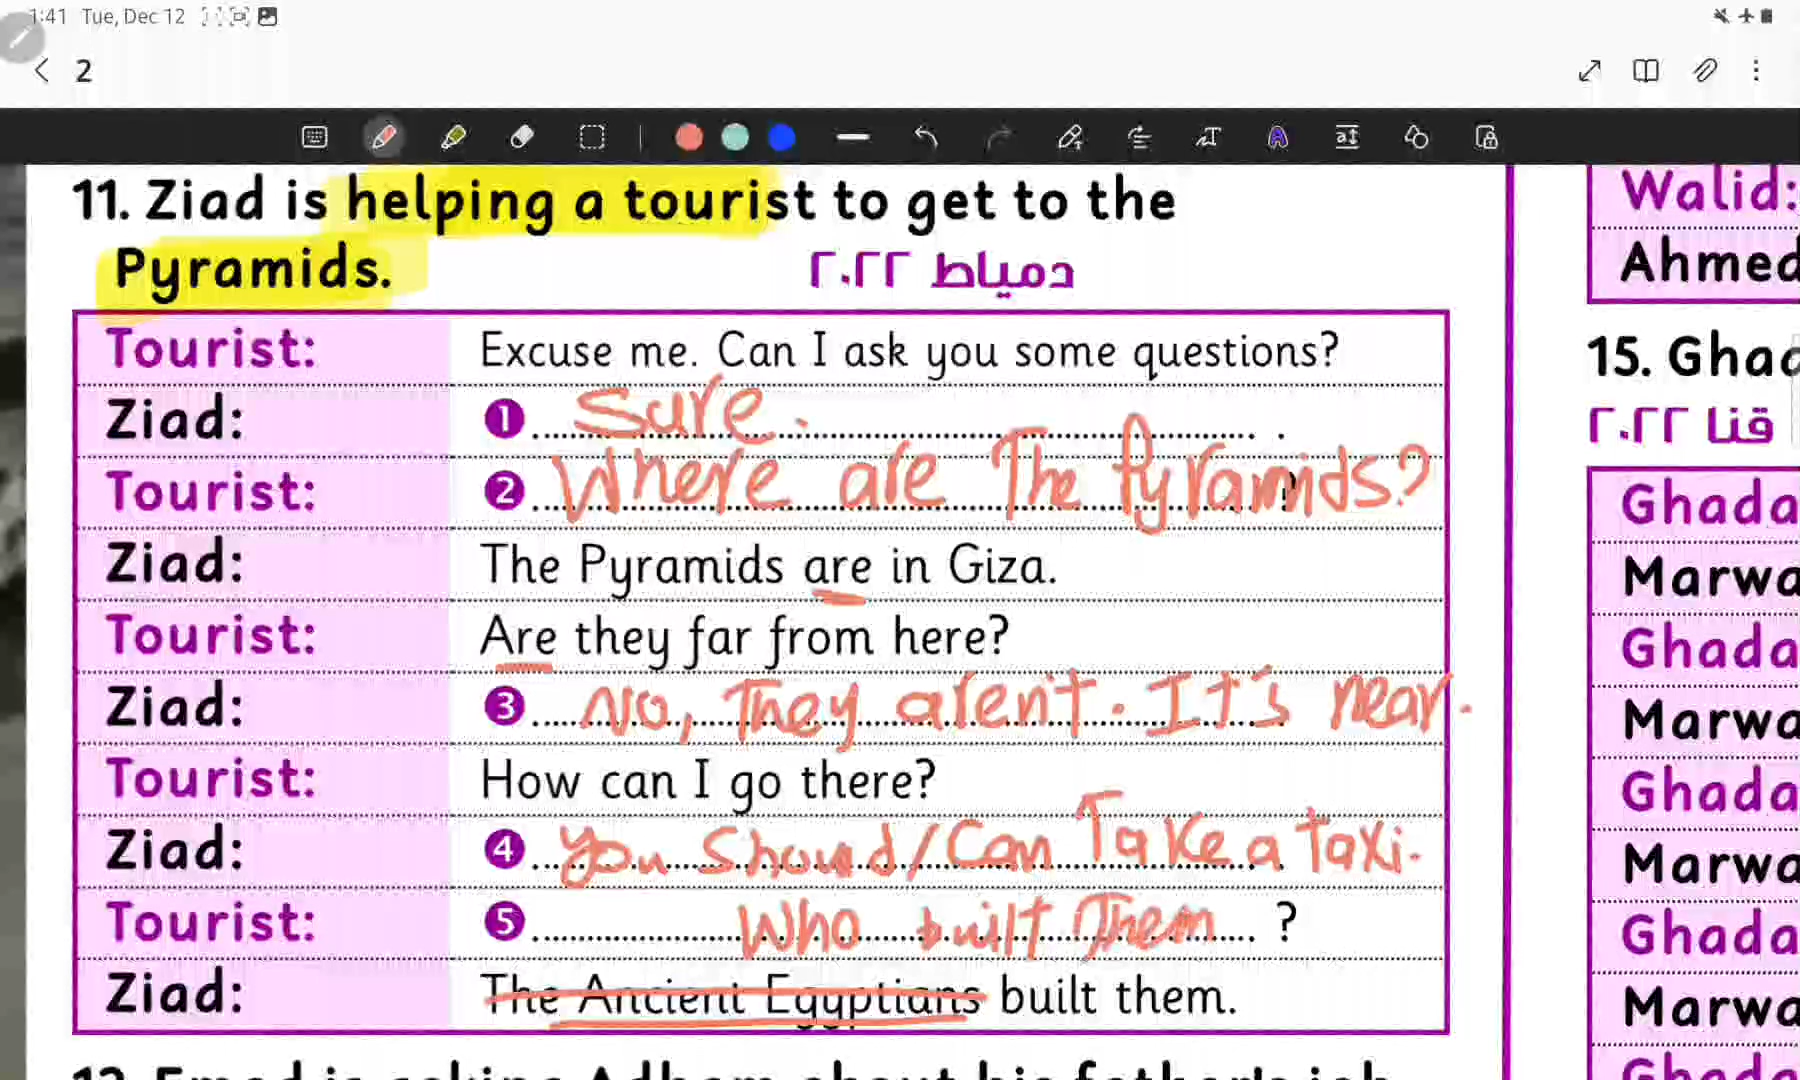 1:41 Tue, Dec 12
2
11. Ziad is helping a tourist to get to the
Pyramids. دمياط ٢٠٢٢
Tourist: Excuse me. Can I ask you some questions?
Ziad: 1 Sure.
Tourist: 2 Where are The Pyramids?
Ziad: The Pyramids are in Giza.
Tourist: Are they far from here?
Ziad: 3 No, They aren't. It's near.
Tourist: How can I go there?
Ziad: 4 You Should/Can Take a Taxi.
Tourist: 5 Who built Them ?
Ziad: The Ancient Egyptians built them.
Walid:
Ahmed
15. Ghad
قنا ٢٠٢٢
Ghada
Marwa
Ghada
Marwa
Ghada
Marwa
Ghada
Marwa
Ghada